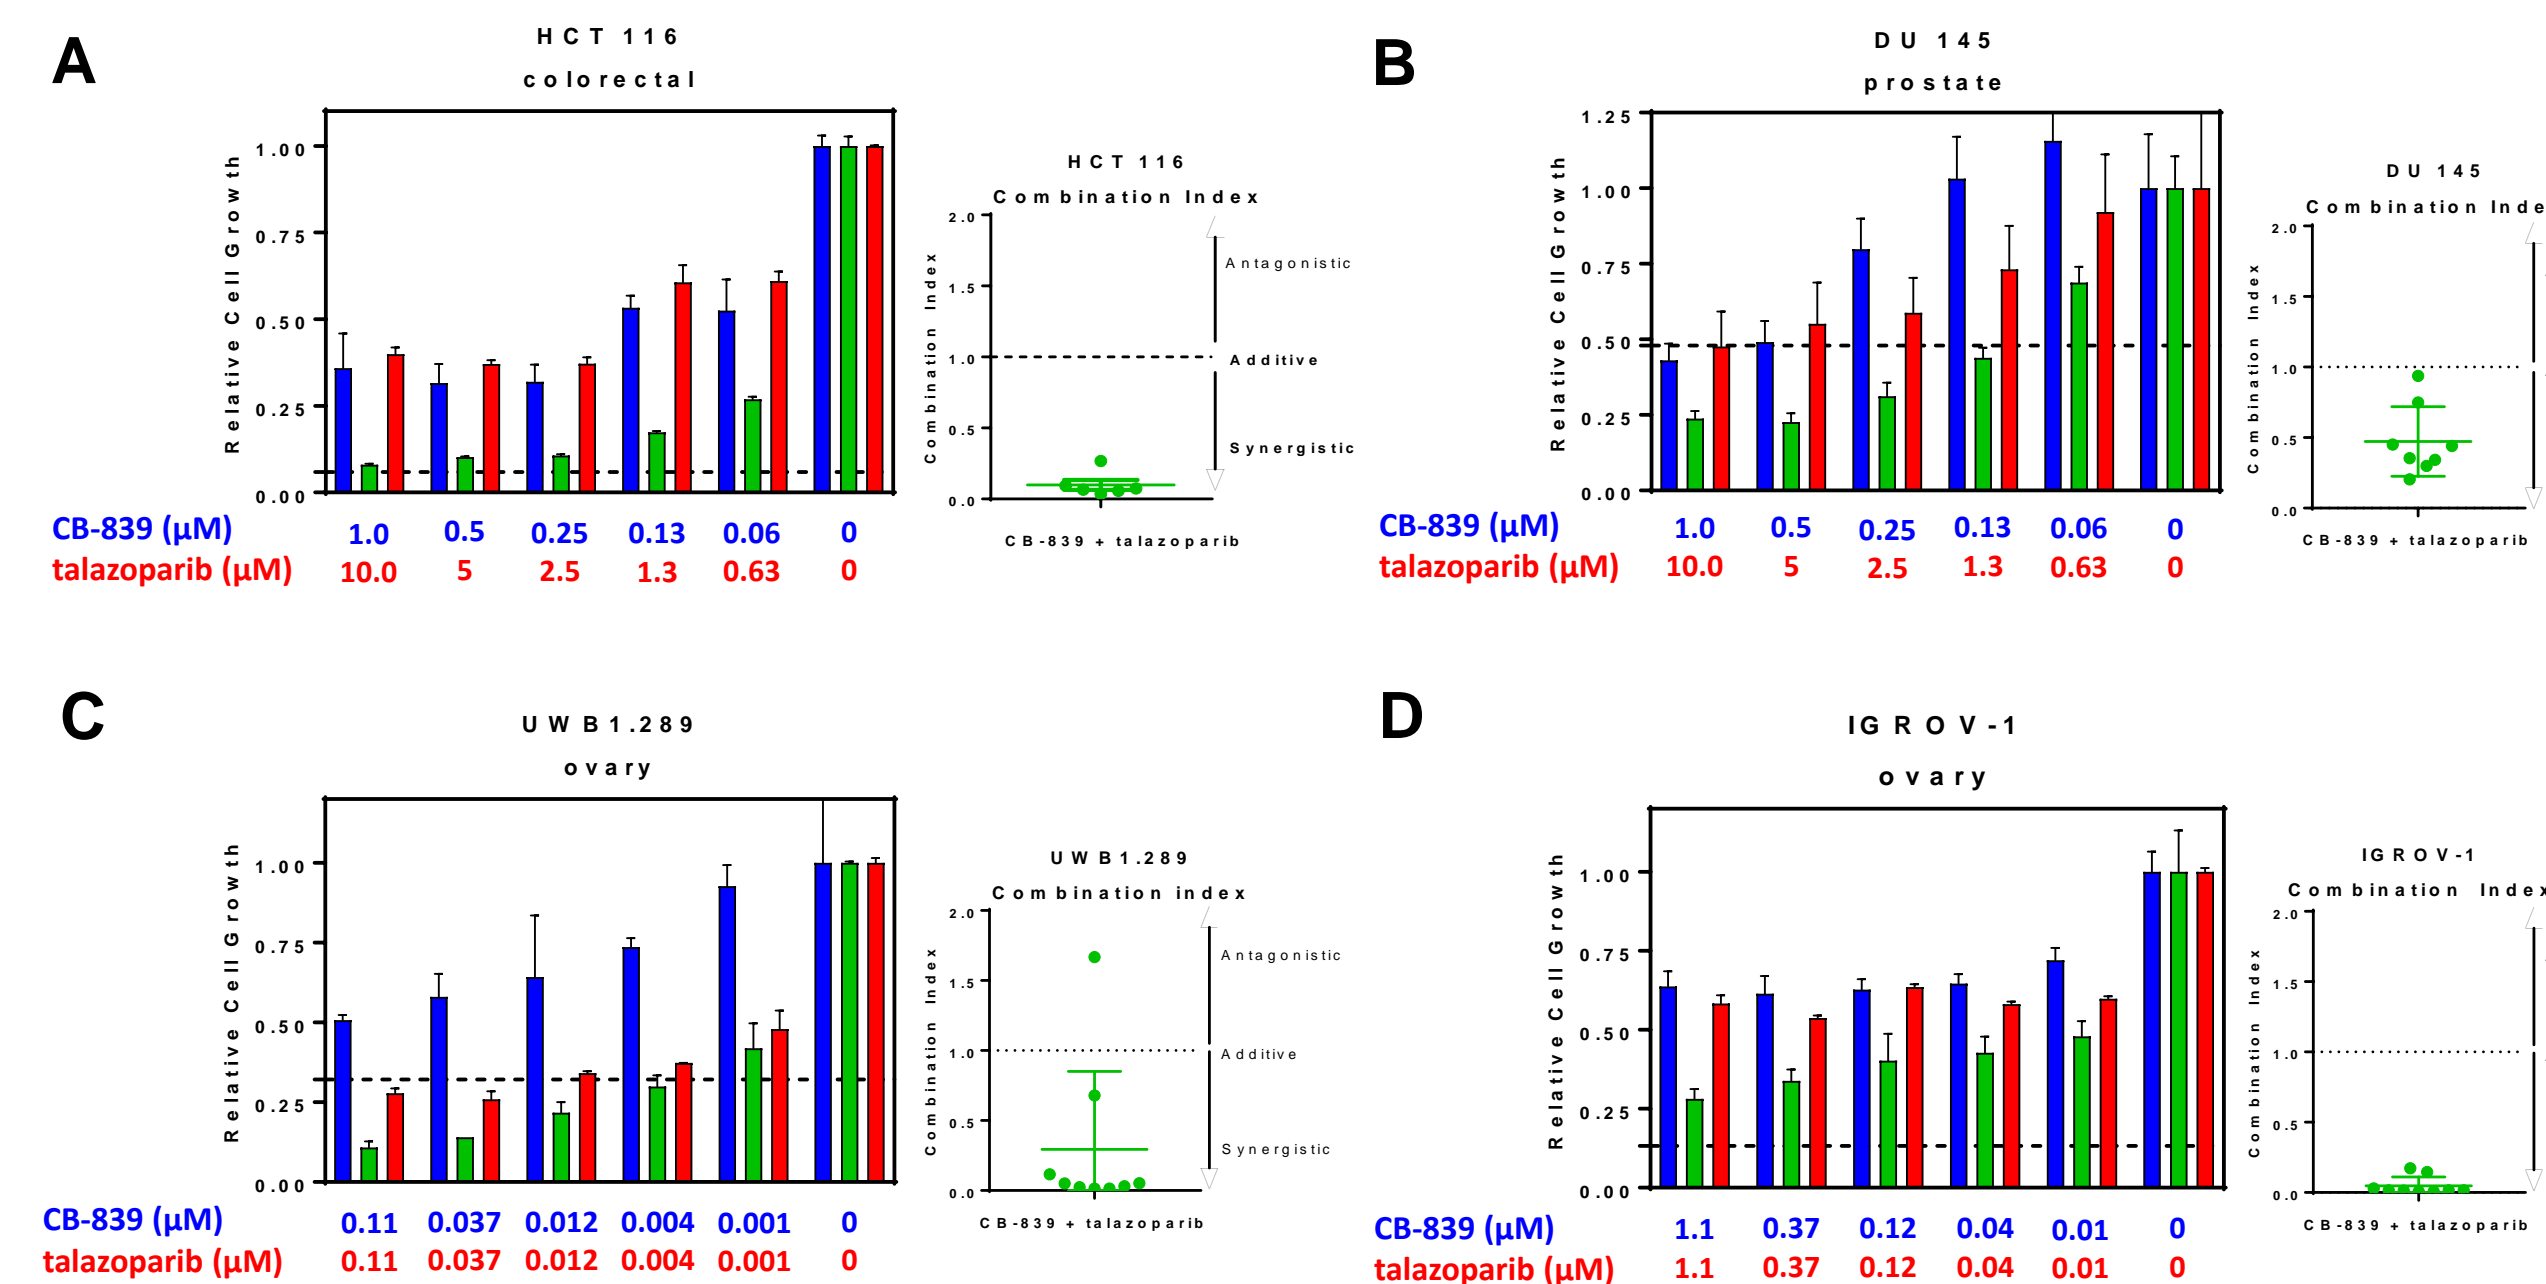 A
HCT 116
colorectal
Relative Cell Growth
1.00
0.75
0.50
0.25
0.00
CB-839 (µM) 1.0 0.5 0.25 0.13 0.06 0
talazoparib (µM) 10.0 5 2.5 1.3 0.63 0
HCT 116
Combination Index
Combination Index
2.0
1.5
1.0
0.5
0.0
Antagonistic
Additive
Synergistic
CB-839 + talazoparib
B
DU 145
prostate
Relative Cell Growth
1.25
1.00
0.75
0.50
0.25
0.00
CB-839 (µM) 1.0 0.5 0.25 0.13 0.06 0
talazoparib (µM) 10.0 5 2.5 1.3 0.63 0
DU 145
Combination Inde
Combination Index
2.0
1.5
1.0
0.5
0.0
CB-839 + talazoparib
C
UWB1.289
ovary
Relative Cell Growth
1.00
0.75
0.50
0.25
0.00
CB-839 (µM) 0.11 0.037 0.012 0.004 0.001 0
talazoparib (µM) 0.11 0.037 0.012 0.004 0.001 0
UWB1.289
Combination index
Combination Index
2.0
1.5
1.0
0.5
0.0
Antagonistic
Additive
Synergistic
CB-839 + talazoparib
D
IGROV-1
ovary
Relative Cell Growth
1.00
0.75
0.50
0.25
0.00
CB-839 (µM) 1.1 0.37 0.12 0.04 0.01 0
talazoparib (µM) 1.1 0.37 0.12 0.04 0.01 0
IGROV-1
Combination Index
Combination Index
2.0
1.5
1.0
0.5
0.0
CB-839 + talazoparib